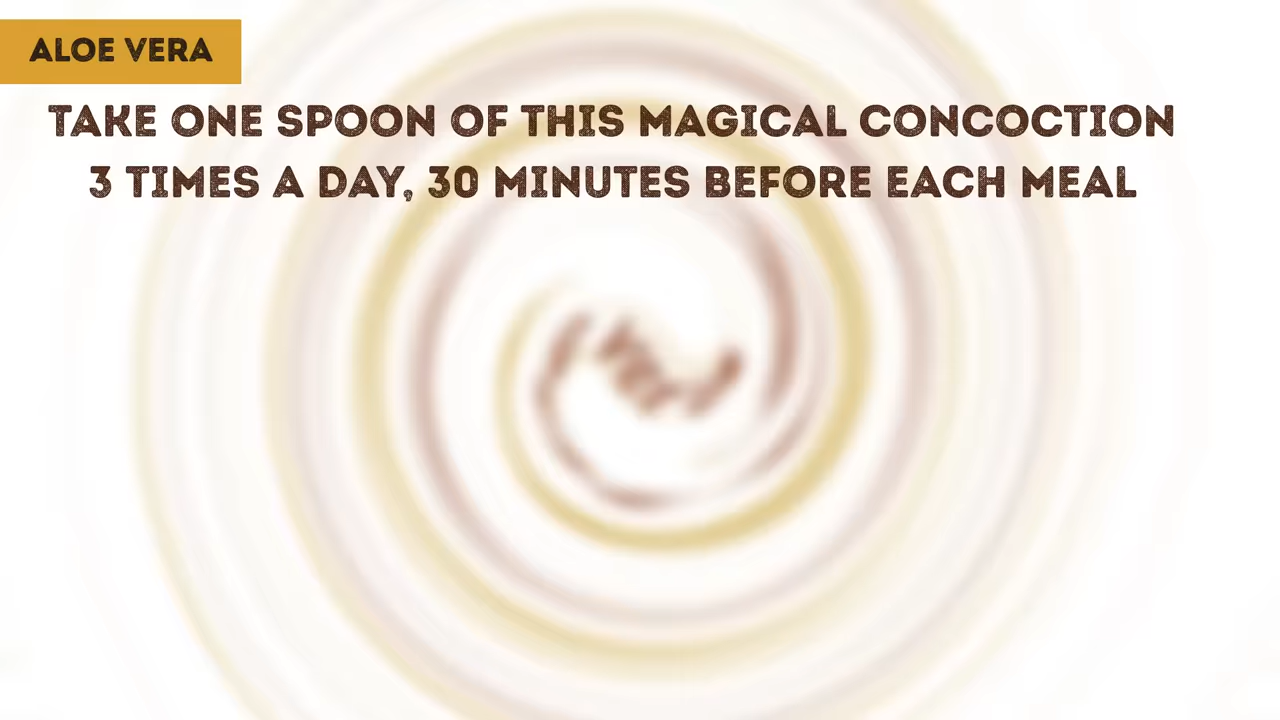 ALOE VERA
TAKE ONE SPOON OF THIS MAGICAL CONCOCTION
3 TIMES A DAY, 30 MINUTES BEFORE EACH MEAL